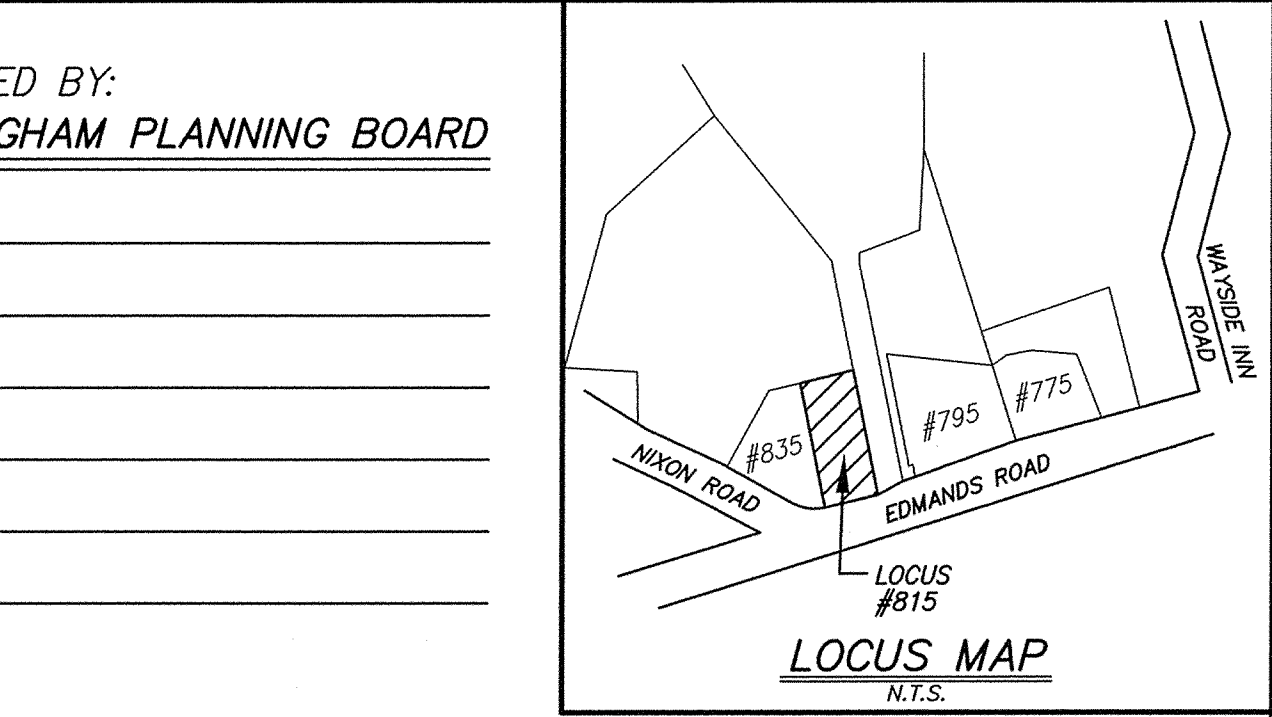 ED BY:
GHAM PLANNING BOARD
WAYSIDE INN
ROAD
#775
#795
#835
NIXON ROAD
EDMANDS ROAD
LOCUS
#815
LOCUS MAP
N.T.S.